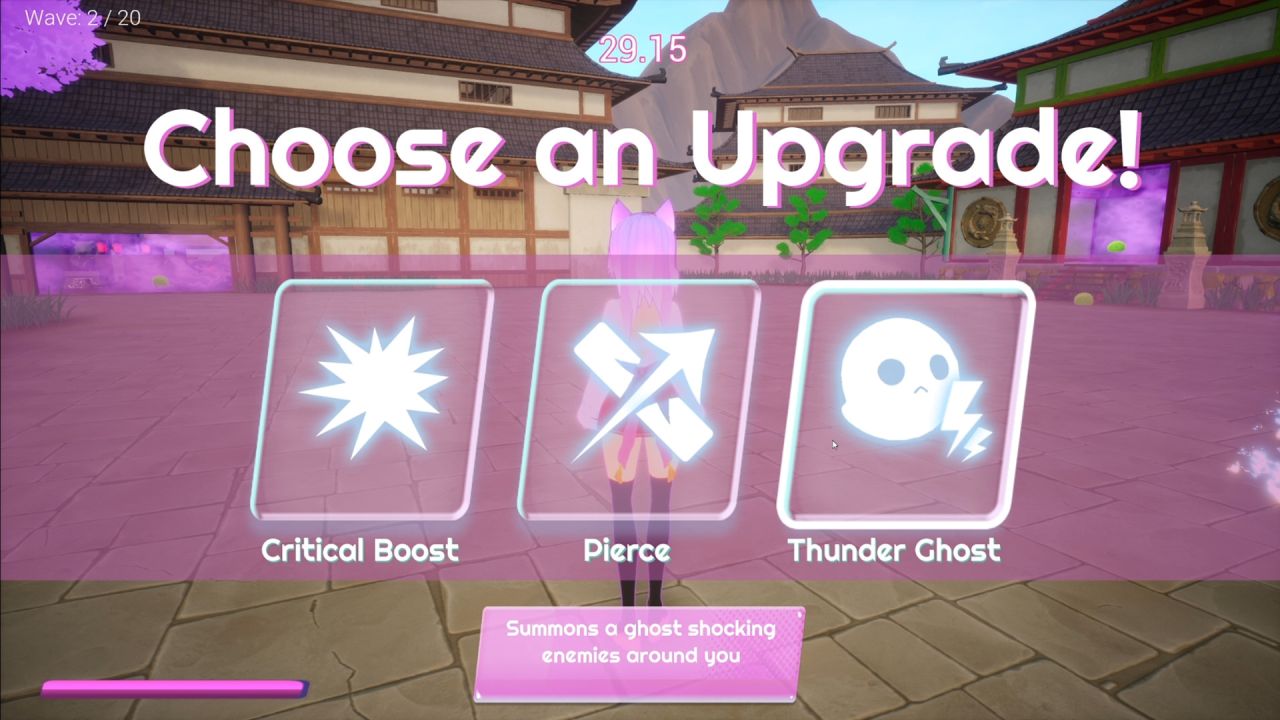 Wave: 2 / 20
29.15
Choose an Upgrade!
Critical Boost
Pierce
Thunder Ghost
Summons a ghost shocking
enemies around you